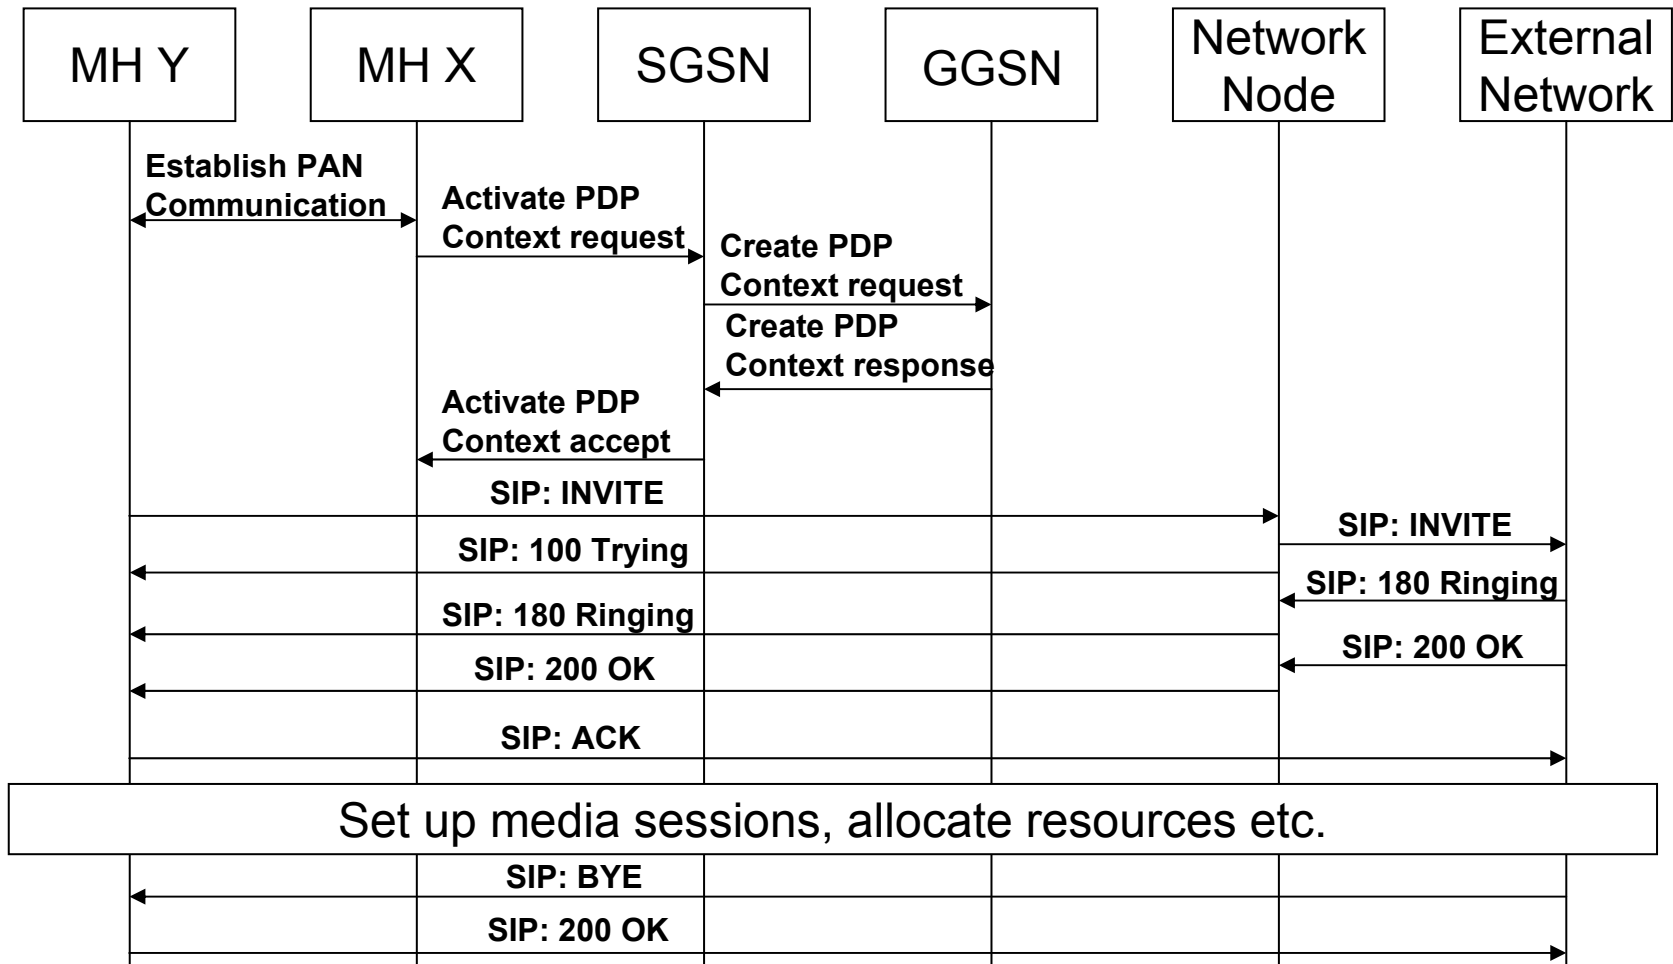 MH Y
MH X
SGSN
GGSN
Network
Node
External
Network
Establish PAN
Communication
Activate PDP
Context request
Create PDP
Context request
Create PDP
Context response
Activate PDP
Context accept
SIP: INVITE
SIP: INVITE
SIP: 100 Trying
SIP: 180 Ringing
SIP: 180 Ringing
SIP: 200 OK
SIP: 200 OK
SIP: ACK
Set up media sessions, allocate resources etc.
SIP: BYE
SIP: 200 OK